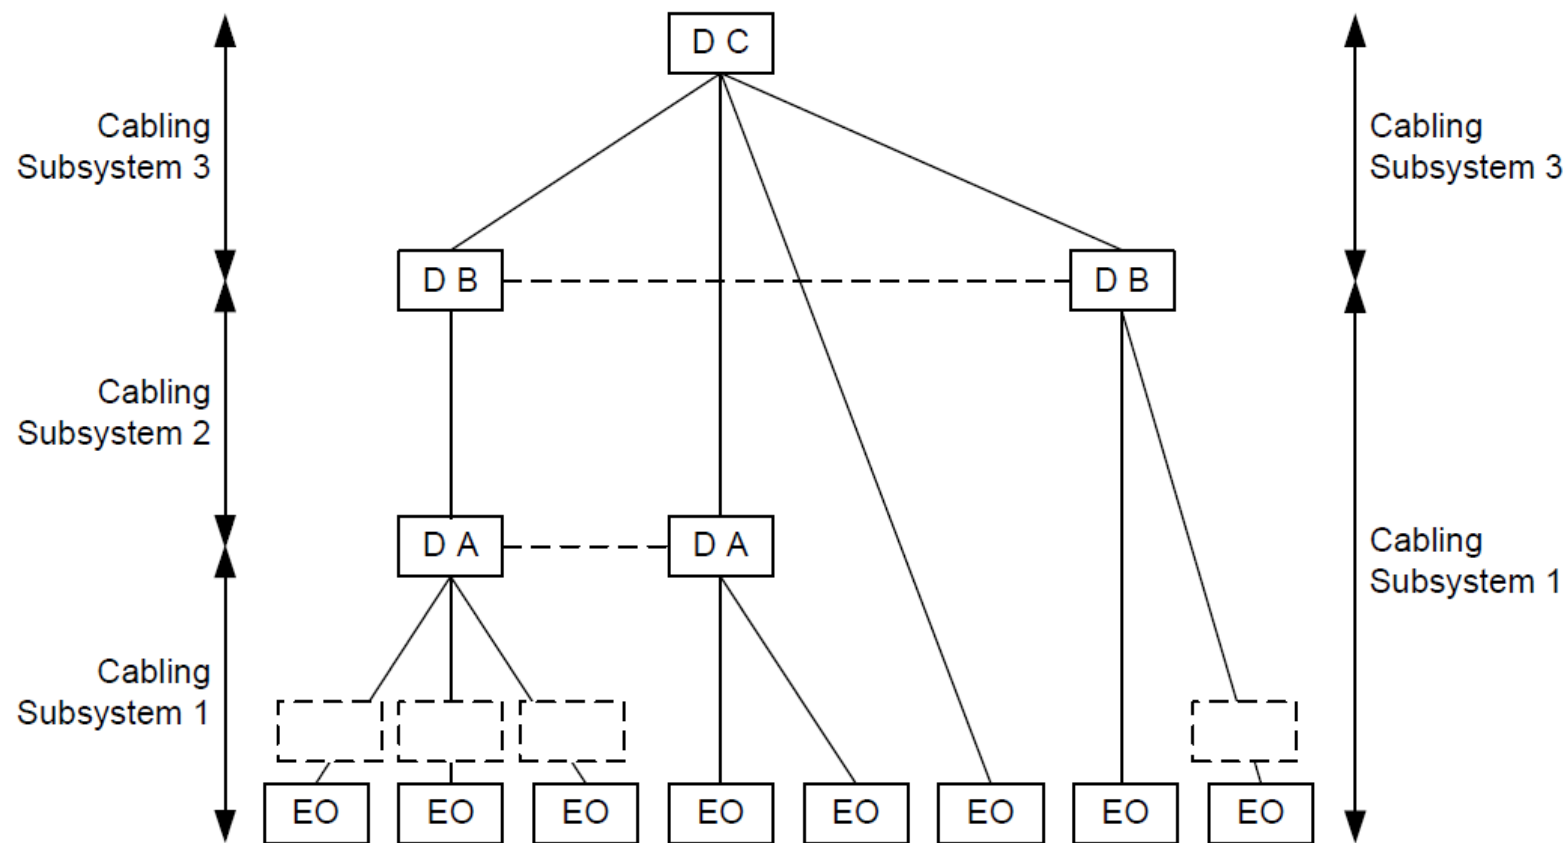 D C
Cabling
Subsystem 3
Cabling
Subsystem 3
D B
D B
Cabling
Subsystem 2
D A
D A
Cabling
Subsystem 1
Cabling
Subsystem 1
EO
EO
EO
EO
EO
EO
EO
EO